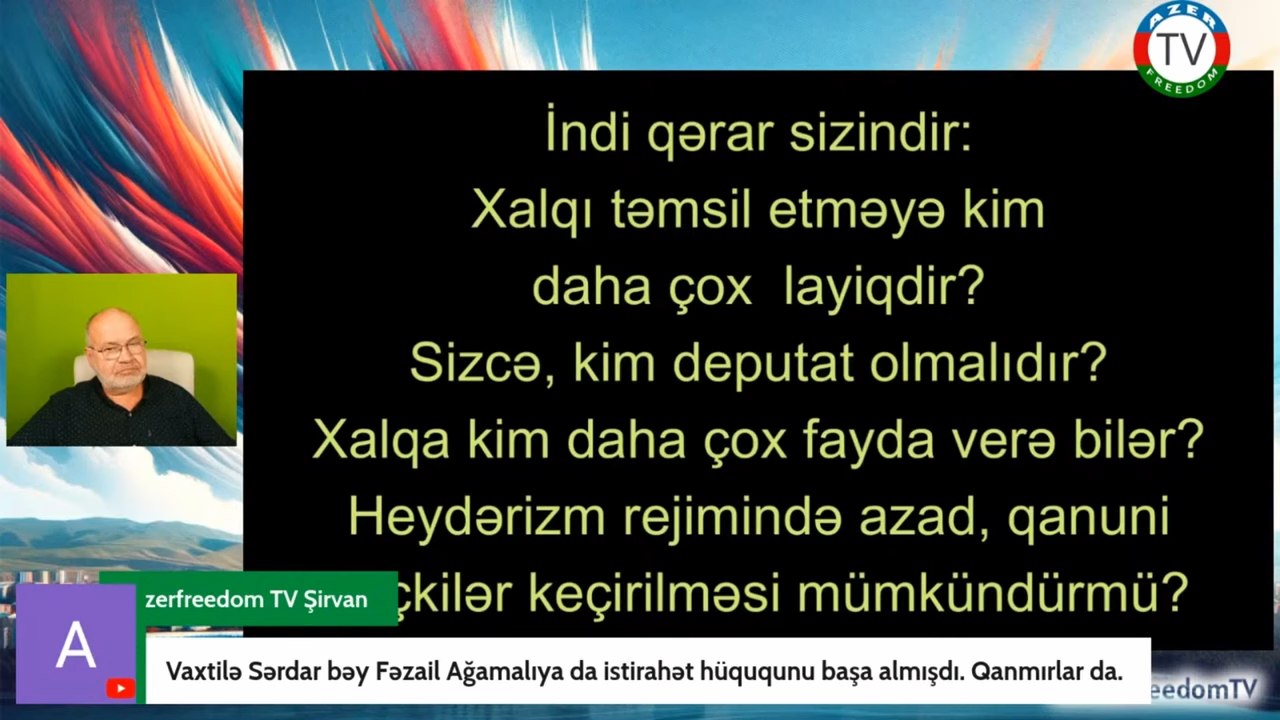 AZER
TV
FREEDOM
İndi qərar sizindir:
Xalqı təmsil etməyə kim
daha çox layiqdir?
Sizcə, kim deputat olmalıdır?
Xalqa kim daha çox fayda verə bilər?
Heydərizm rejimində azad, qanuni
çkilər keçirilməsi mümkündürmü?
A
zerfreedom TV Şirvan
Vaxtilə Sərdar bəy Fəzail Ağamalıya da istirahət hüququnu başa almışdı. Qanmırlar da.
eedomTV